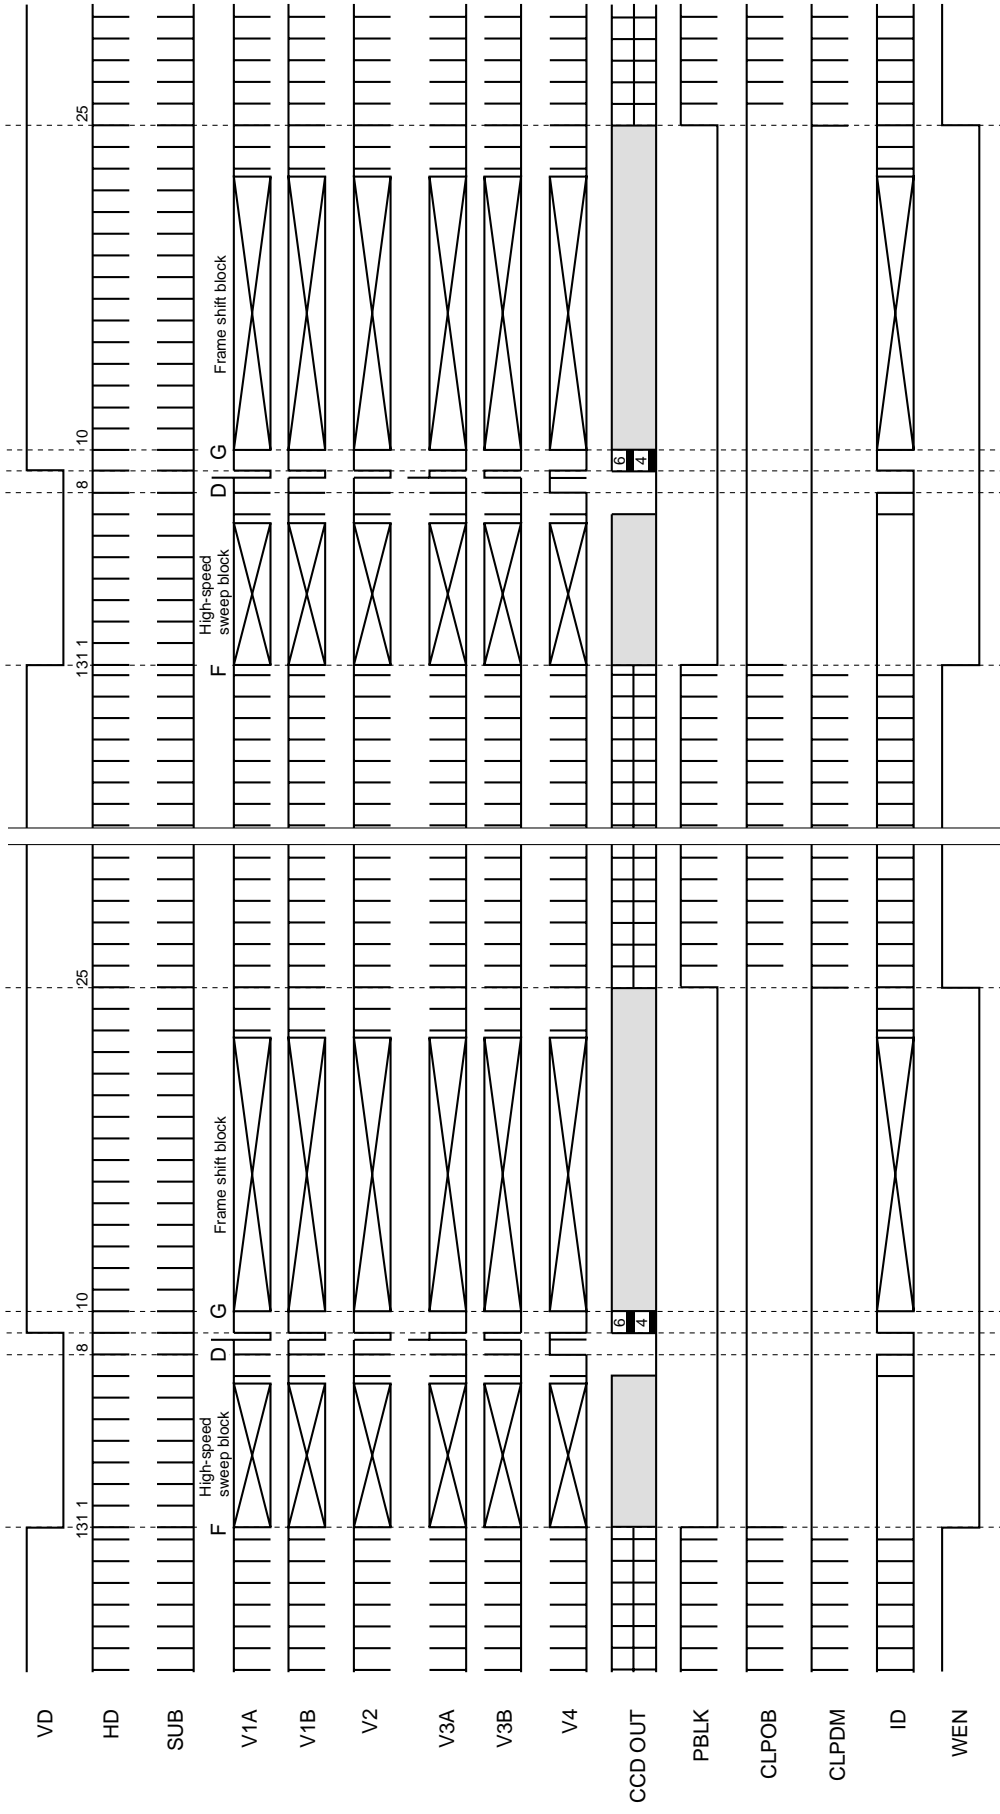 VD
HD
SUB
V1A
V1B
V2
V3A
V3B
V4
CCD OUT
PBLK
CLPOB
CLPDM
ID
WEN
131 1
8
10
25
131 1
8
10
25
F
D
G
F
D
G
High-speed
sweep block
Frame shift block
High-speed
sweep block
Frame shift block
6
4
6
4